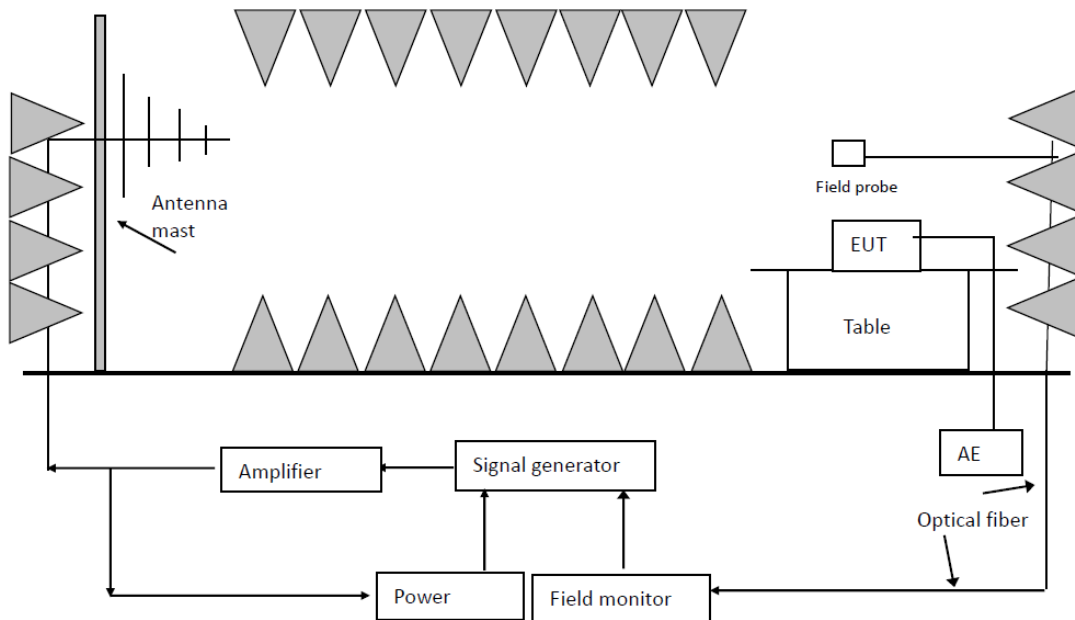 Antenna
mast
Field probe
EUT
Table
AE
Amplifier
Signal generator
Optical fiber
Power
Field monitor